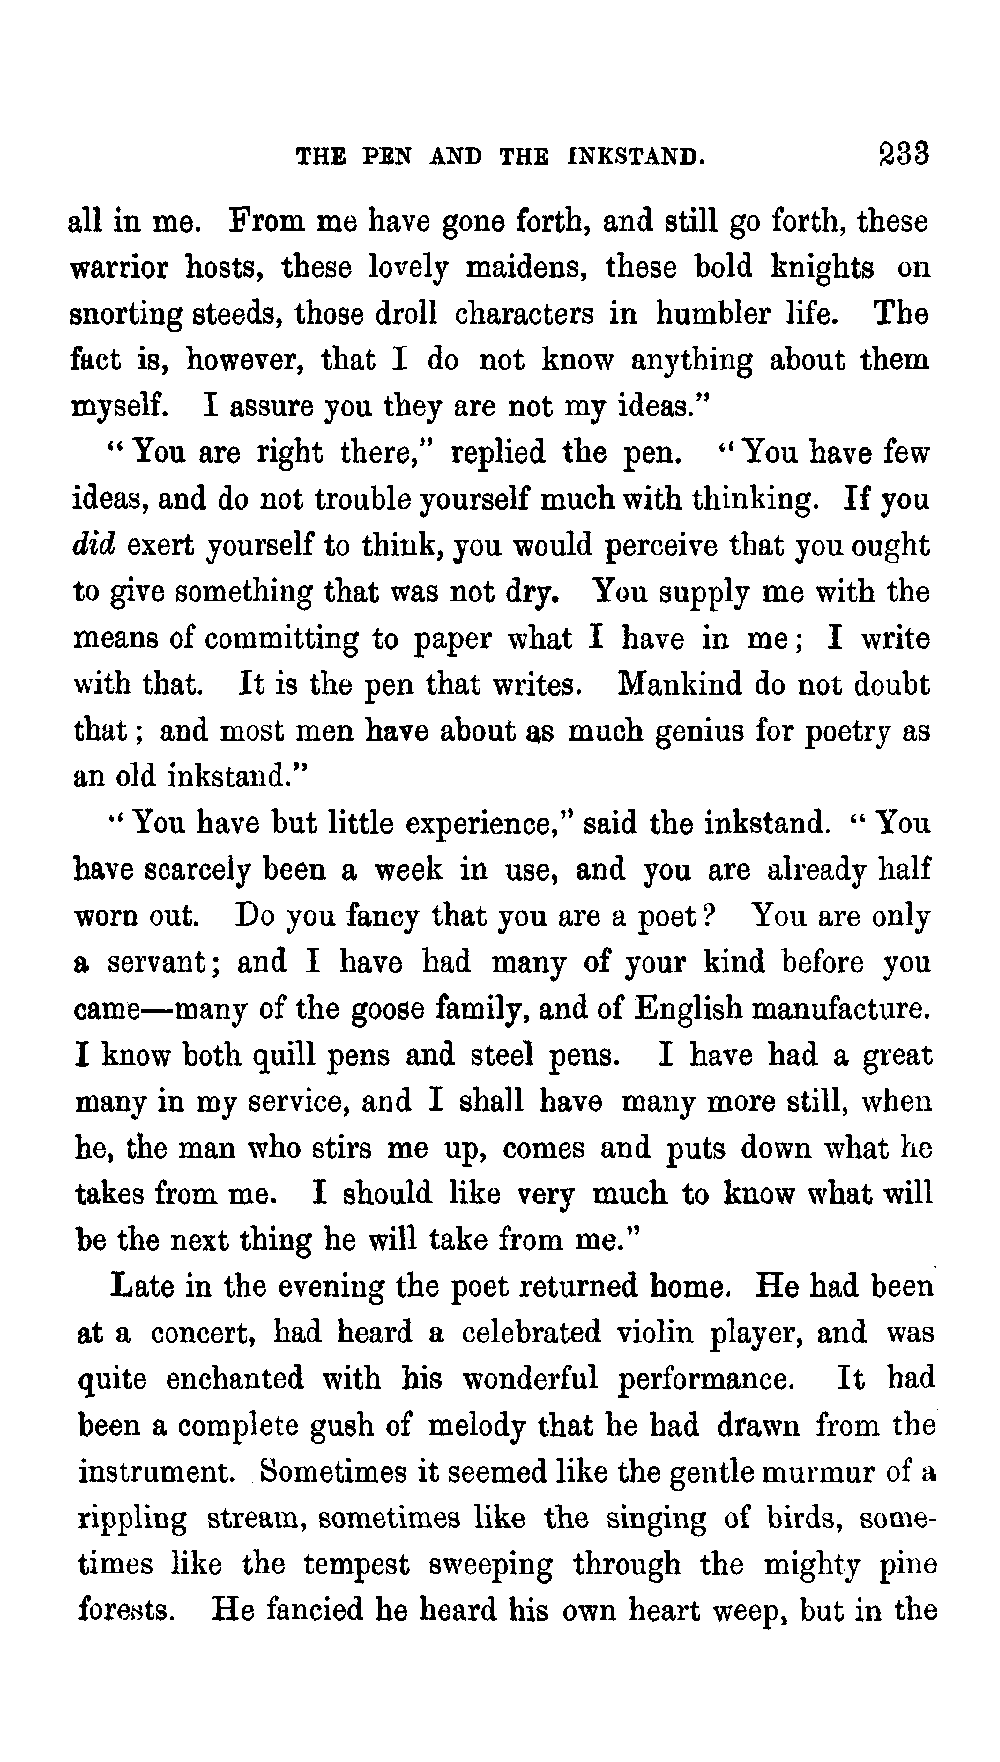 THE PEN AND THE INKSTAND. 233
all in me. From me have gone forth, and still go forth, these
warrior hosts, these lovely maidens, these bold knights on
snorting steeds, those droll characters in humbler life. The
fact is, however, that I do not know anything about them
myself. I assure you they are not my ideas."
"You are right there," replied the pen. "You have few
ideas, and do not trouble yourself much with thinking. If you
did exert yourself to think, you would perceive that you ought
to give something that was not dry. You supply me with the
means of committing to paper what I have in me; I write
with that. It is the pen that writes. Mankind do not doubt
that; and most men have about as much genius for poetry as
an old inkstand."
"You have but little experience," said the inkstand. "You
have scarcely been a week in use, and you are already half
worn out. Do you fancy that you are a poet? You are only
a servant; and I have had many of your kind before you
came—many of the goose family, and of English manufacture.
I know both quill pens and steel pens. I have had a great
many in my service, and I shall have many more still, when
he, the man who stirs me up, comes and puts down what he
takes from me. I should like very much to know what will
be the next thing he will take from me."
Late in the evening the poet returned home. He had been
at a concert, had heard a celebrated violin player, and was
quite enchanted with his wonderful performance. It had
been a complete gush of melody that he had drawn from the
instrument. Sometimes it seemed like the gentle murmur of a
rippling stream, sometimes like the singing of birds, some-
times like the tempest sweeping through the mighty pine
forests. He fancied he heard his own heart weep, but in the